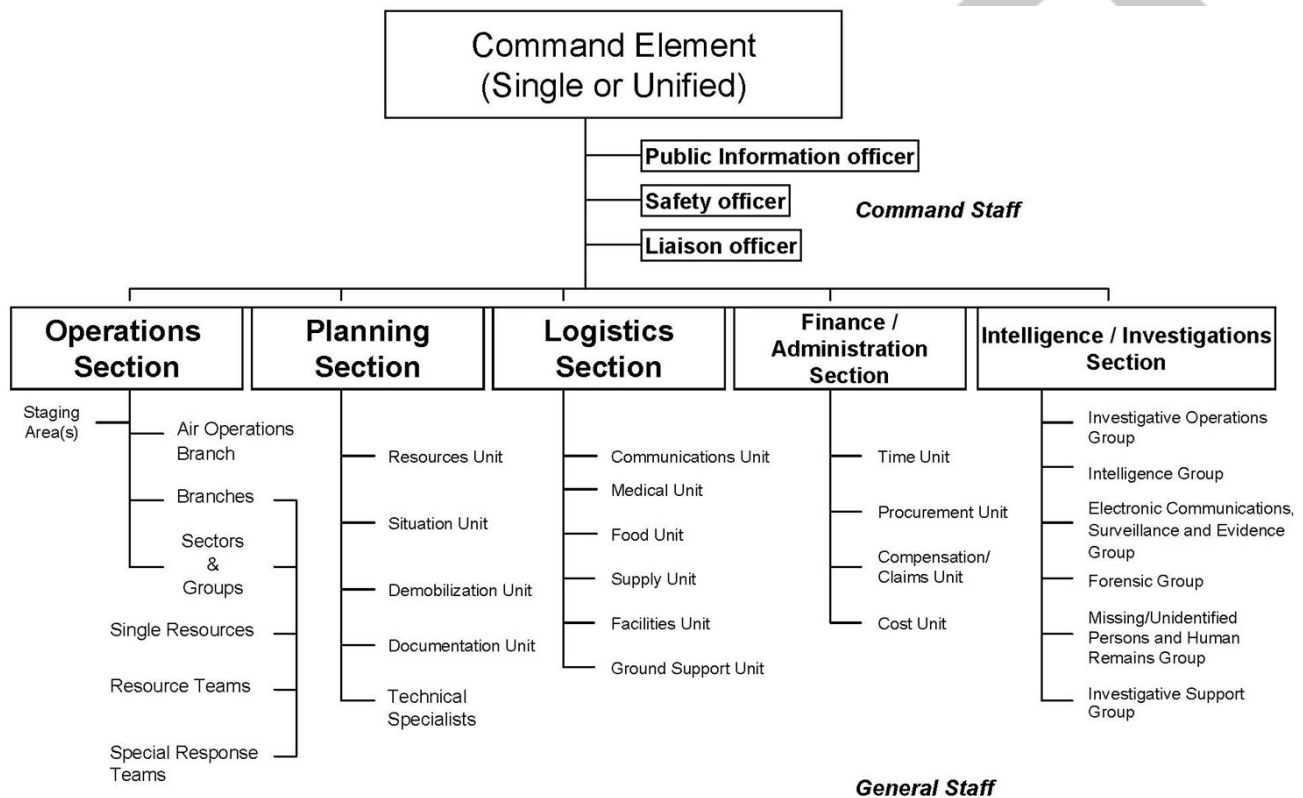 Command Element
(Single or Unified)
Public Information officer
Safety officer
Command Staff
Liaison officer
Operations
Section
Planning
Section
Logistics
Section
Finance /
Administration
Section
Intelligence / Investigations
Section
Staging
Area(s)
Air Operations
Branch
Branches
Sectors
&
Groups
Single Resources
Resource Teams
Special Response
Teams
Resources Unit
Situation Unit
Demobilization Unit
Documentation Unit
Technical
Specialists
Communications Unit
Medical Unit
Food Unit
Supply Unit
Facilities Unit
Ground Support Unit
Time Unit
Procurement Unit
Compensation/
Claims Unit
Cost Unit
Investigative Operations
Group
Intelligence Group
Electronic Communications,
Surveillance and Evidence
Group
Forensic Group
Missing/Unidentified
Persons and Human
Remains Group
Investigative Support
Group
General Staff